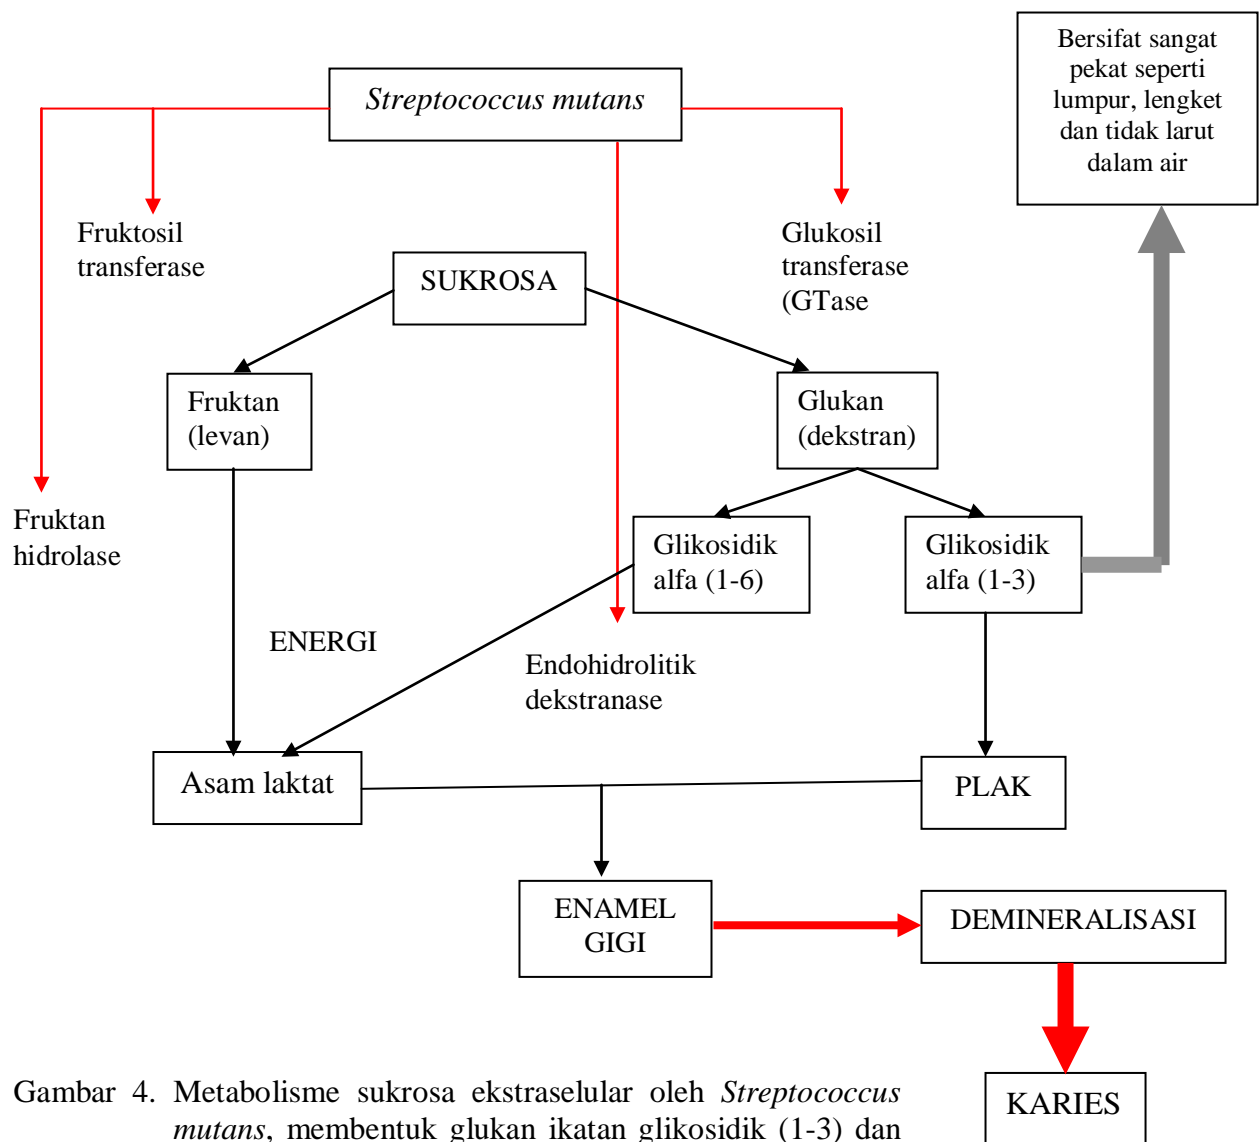 Bersifat sangat
pekat seperti
lumpur, lengket
dan tidak larut
dalam air
Streptococcus mutans
Fruktosil
transferase
Glukosil
transferase
(GTase
SUKROSA
Fruktan
(levan)
Glukan
(dekstran)
Fruktan
hidrolase
Glikosidik
alfa (1-6)
Glikosidik
alfa (1-3)
ENERGI
Endohidrolitik
dekstranase
Asam laktat
PLAK
ENAMEL
GIGI
DEMINERALISASI
KARIES
Gambar 4. Metabolisme sukrosa ekstraselular oleh Streptococcus
mutans, membentuk glukan ikatan glikosidik (1-3) dan